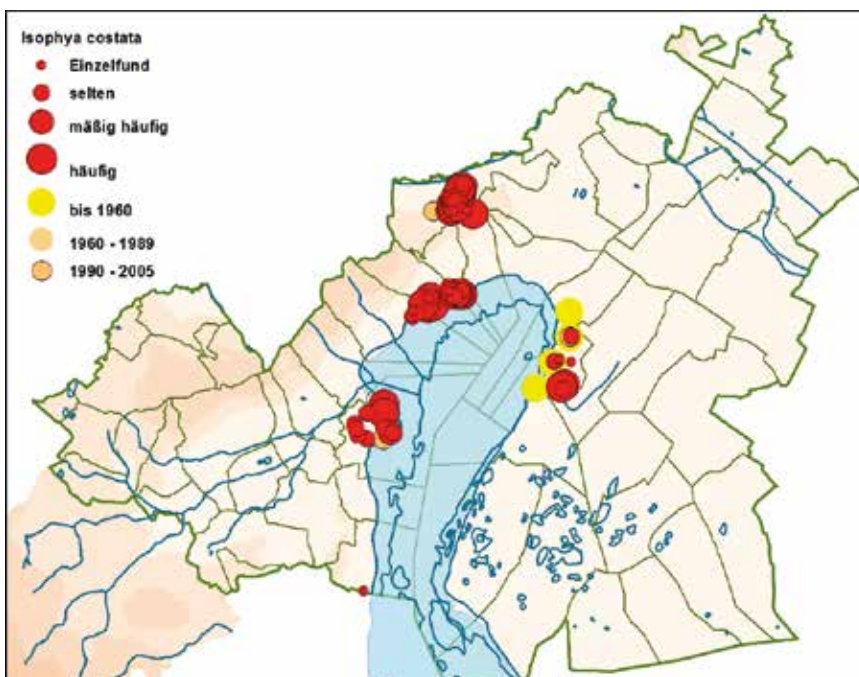 Isophya costata
Einzelfund
selten
mäßig häufig
häufig
bis 1960
1960 - 1989
1990 - 2005